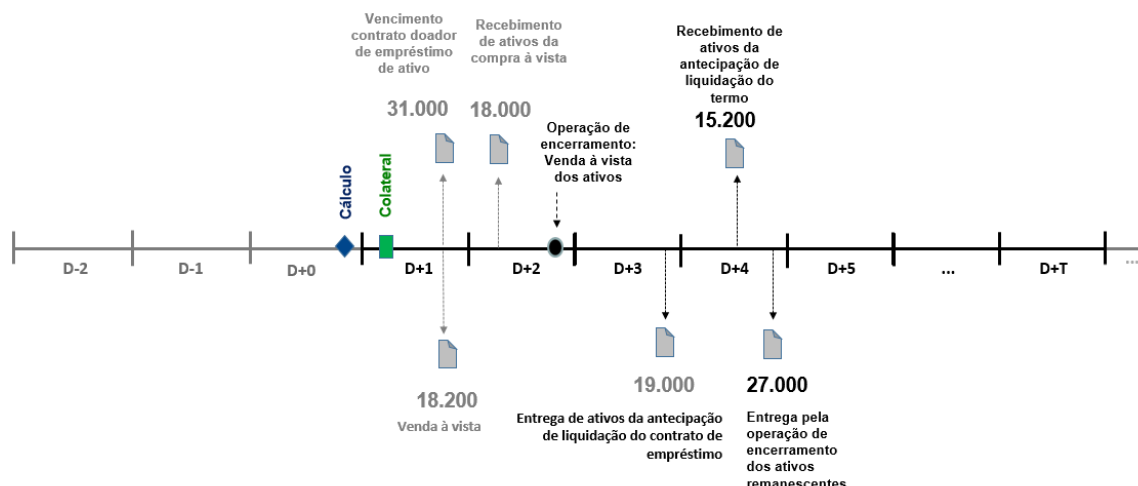 Vencimento
contrato doador
de empréstimo
de ativo
31.000
Recebimento
de ativos da
compra à vista
18.000
Operação de
encerramento:
Venda à vista
dos ativos
Recebimento de
ativos da
antecipação de
liquidação do
termo
15.200
Cálculo
Colateral
D-2
D-1
D+0
D+1
D+2
D+3
D+4
D+5
...
D+T
...
18.200
Venda à vista
19.000
Entrega de ativos da antecipação
de liquidação do contrato de
empréstimo
27.000
Entrega pela
operação de
encerramento
dos ativos
remanescentes